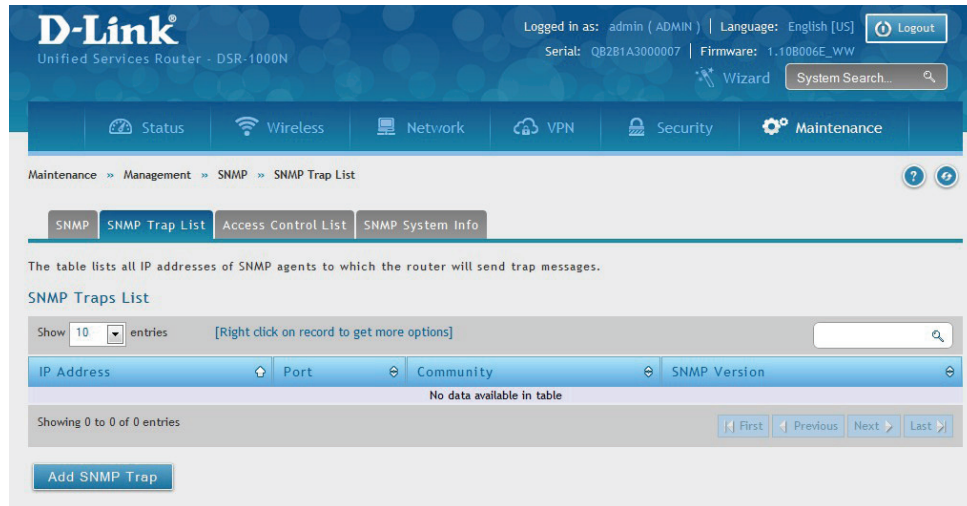 D-Link®
Unified Services Router - DSR-1000N
Logged in as: admin ( ADMIN ) | Language: English [US]
Logout
Serial: QB2B1A3000007 | Firmware: 1.10B006E_WW
Wizard
System Search...
Status
Wireless
Network
VPN
Security
Maintenance
Maintenance » Management » SNMP » SNMP Trap List
?
SNMP
SNMP Trap List
Access Control List
SNMP System Info
The table lists all IP addresses of SNMP agents to which the router will send trap messages.
SNMP Traps List
Show 10 entries
[Right click on record to get more options]
IP Address
Port
Community
SNMP Version
No data available in table
Showing 0 to 0 of 0 entries
First
Previous
Next
Last
Add SNMP Trap